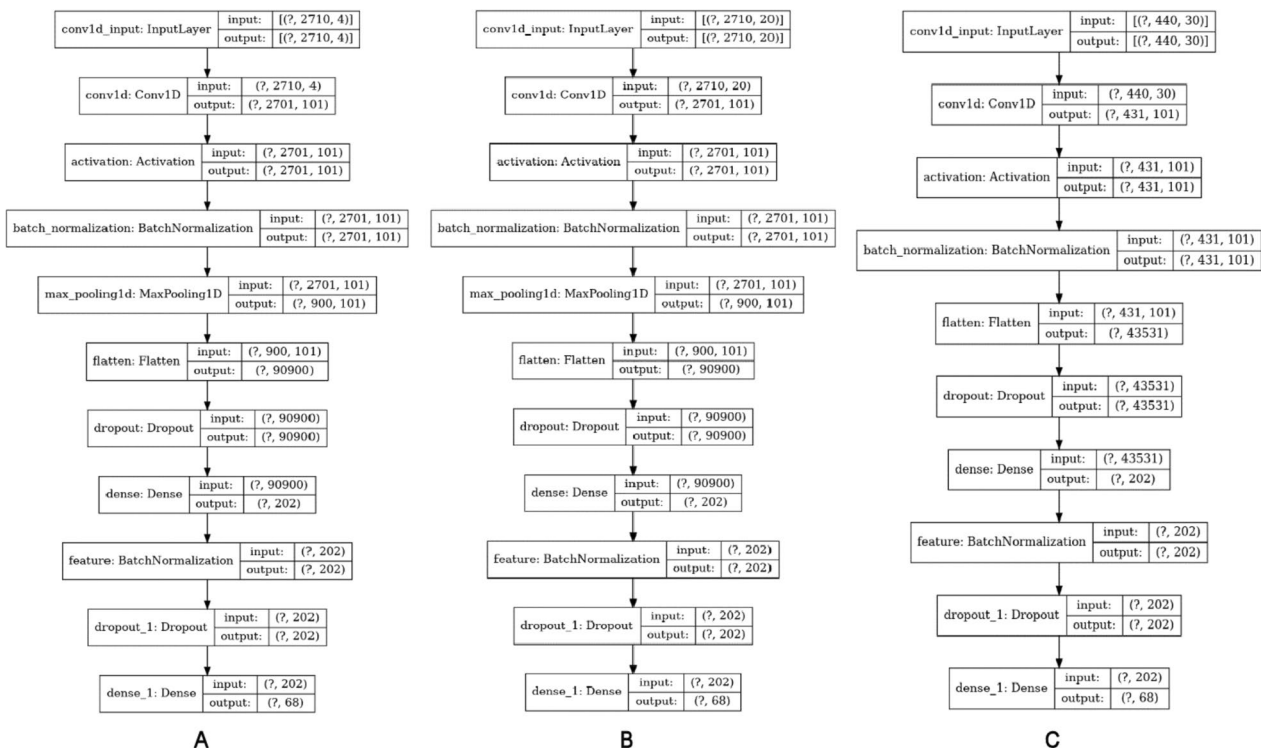 conv1d_input: InputLayer
input: [(?, 2710, 4)]
output: [(?, 2710, 4)]
conv1d: Conv1D
input: (?, 2710, 4)
output: (?, 2701, 101)
activation: Activation
input: (?, 2701, 101)
output: (?, 2701, 101)
batch_normalization: BatchNormalization
input: (?, 2701, 101)
output: (?, 2701, 101)
max_pooling1d: MaxPooling1D
input: (?, 2701, 101)
output: (?, 900, 101)
flatten: Flatten
input: (?, 900, 101)
output: (?, 90900)
dropout: Dropout
input: (?, 90900)
output: (?, 90900)
dense: Dense
input: (?, 90900)
output: (?, 202)
feature: BatchNormalization
input: (?, 202)
output: (?, 202)
dropout_1: Dropout
input: (?, 202)
output: (?, 202)
dense_1: Dense
input: (?, 202)
output: (?, 68)
A
conv1d_input: InputLayer
input: [(?, 2710, 20)]
output: [(?, 2710, 20)]
conv1d: Conv1D
input: (?, 2710, 20)
output: (?, 2701, 101)
activation: Activation
input: (?, 2701, 101)
output: (?, 2701, 101)
batch_normalization: BatchNormalization
input: (?, 2701, 101)
output: (?, 2701, 101)
max_pooling1d: MaxPooling1D
input: (?, 2701, 101)
output: (?, 900, 101)
flatten: Flatten
input: (?, 900, 101)
output: (?, 90900)
dropout: Dropout
input: (?, 90900)
output: (?, 90900)
dense: Dense
input: (?, 90900)
output: (?, 202)
feature: BatchNormalization
input: (?, 202)
output: (?, 202)
dropout_1: Dropout
input: (?, 202)
output: (?, 202)
dense_1: Dense
input: (?, 202)
output: (?, 68)
B
conv1d_input: InputLayer
input: [(?, 440, 30)]
output: [(?, 440, 30)]
conv1d: Conv1D
input: (?, 440, 30)
output: (?, 431, 101)
activation: Activation
input: (?, 431, 101)
output: (?, 431, 101)
batch_normalization: BatchNormalization
input: (?, 431, 101)
output: (?, 431, 101)
flatten: Flatten
input: (?, 431, 101)
output: (?, 43531)
dropout: Dropout
input: (?, 43531)
output: (?, 43531)
dense: Dense
input: (?, 43531)
output: (?, 202)
feature: BatchNormalization
input: (?, 202)
output: (?, 202)
dropout_1: Dropout
input: (?, 202)
output: (?, 202)
dense_1: Dense
input: (?, 202)
output: (?, 68)
C